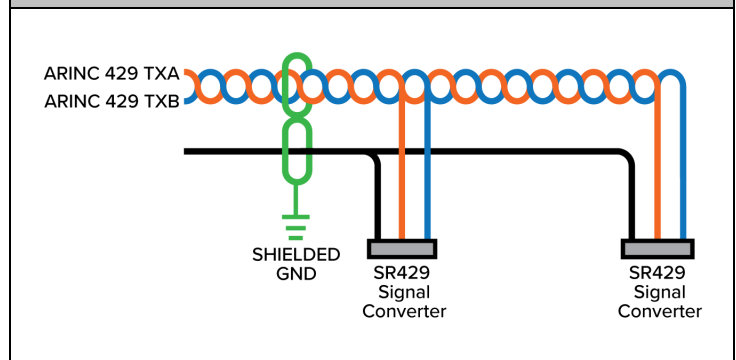 ARINC 429 TXA
ARINC 429 TXB
SHIELDED
GND
SR429
Signal
Converter
SR429
Signal
Converter